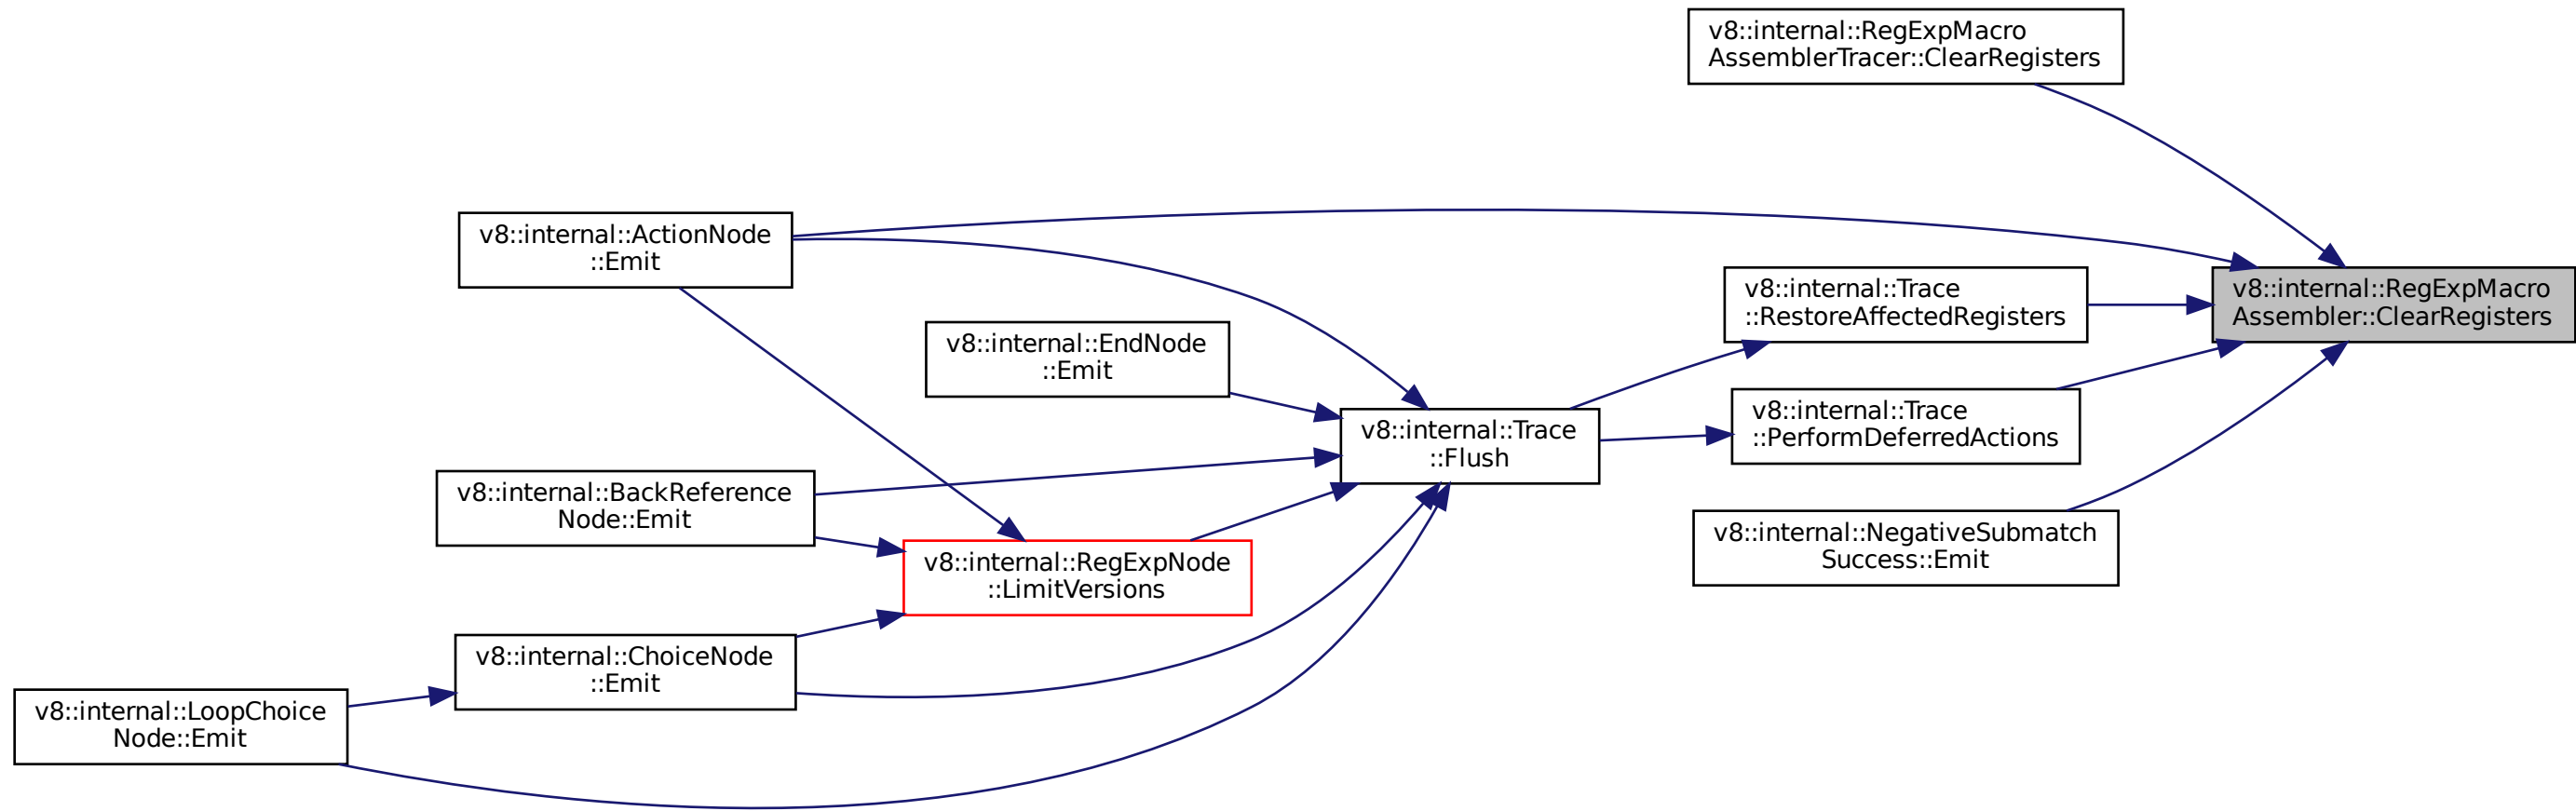 v8::internal::RegExpMacro
AssemblerTracer::ClearRegisters
v8::internal::ActionNode
::Emit
v8::internal::Trace
::RestoreAffectedRegisters
v8::internal::RegExpMacro
Assembler::ClearRegisters
v8::internal::EndNode
::Emit
v8::internal::Trace
::Flush
v8::internal::Trace
::PerformDeferredActions
v8::internal::BackReference
Node::Emit
v8::internal::RegExpNode
::LimitVersions
v8::internal::NegativeSubmatch
Success::Emit
v8::internal::ChoiceNode
::Emit
v8::internal::LoopChoice
Node::Emit